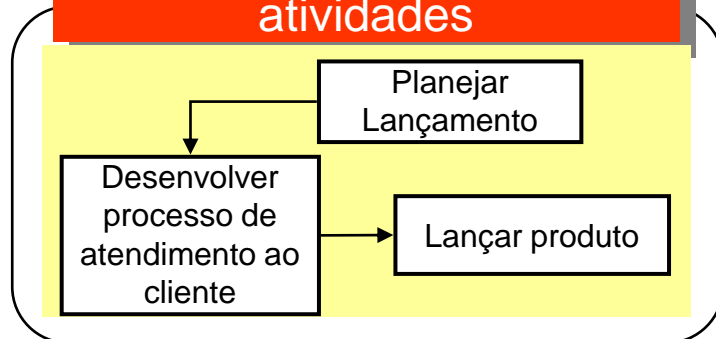 atividades
Planejar
Lançamento
Desenvolver
processo de
atendimento ao
cliente
Lançar produto